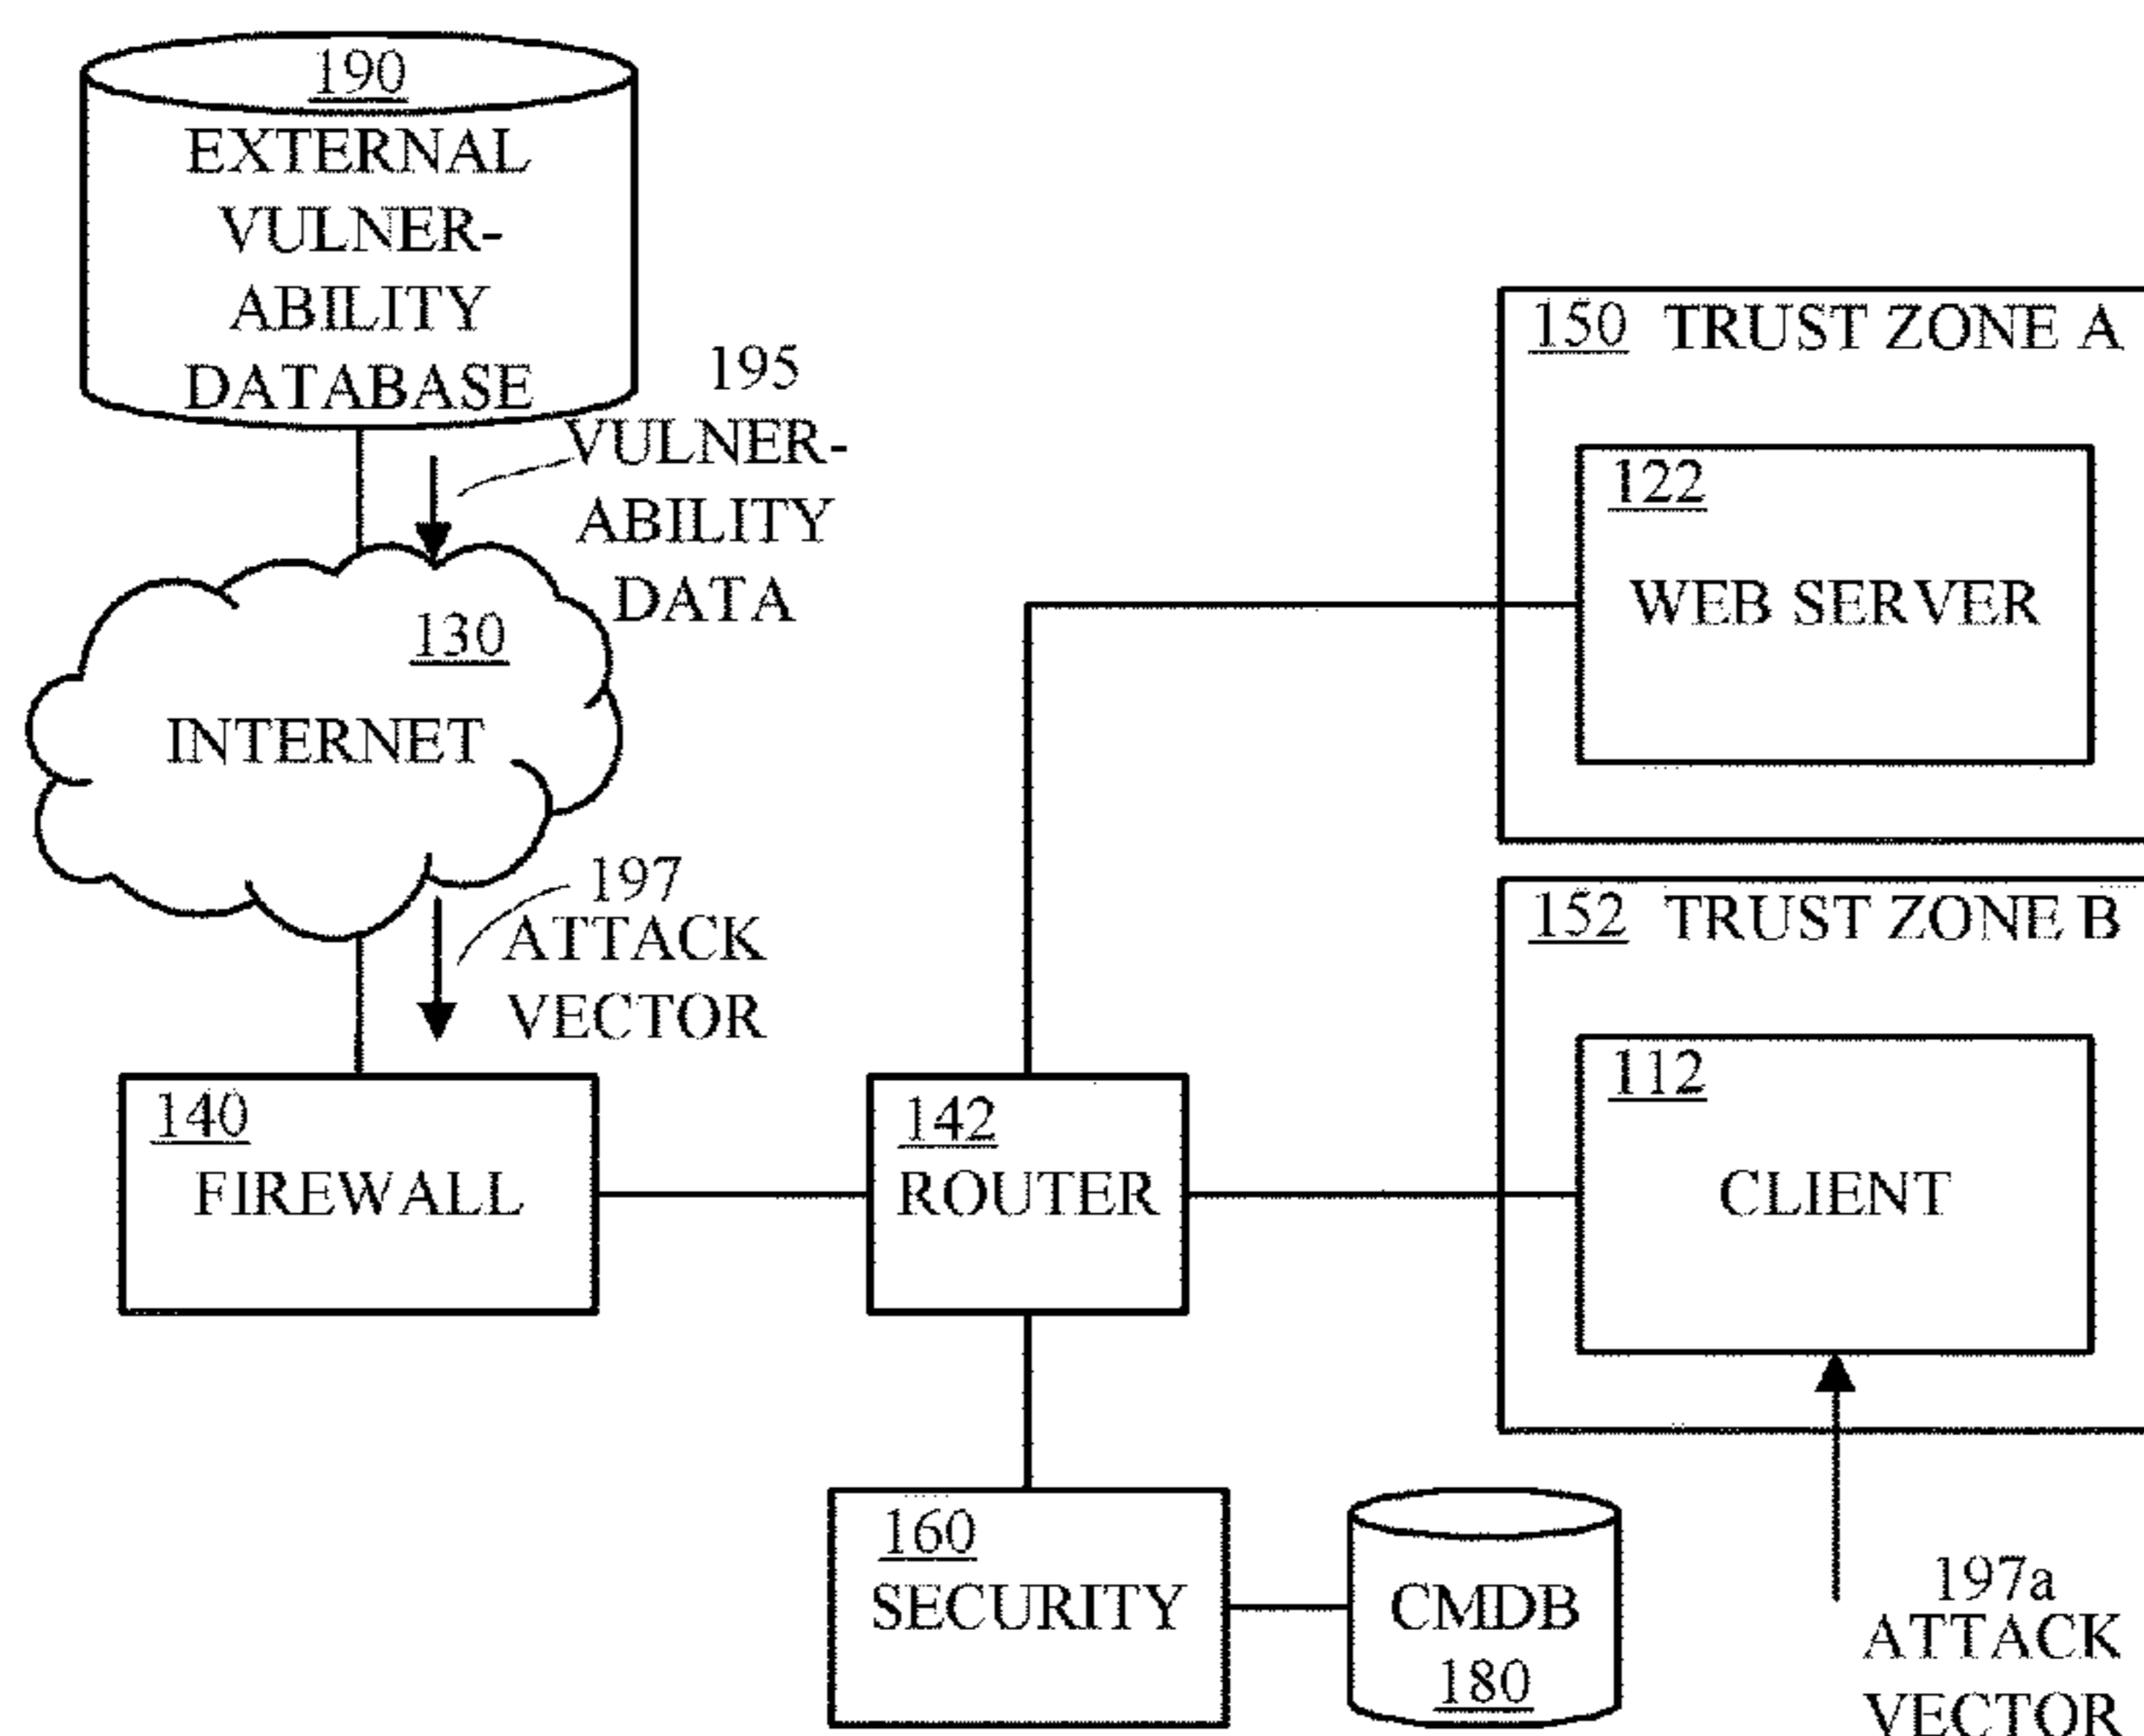 190
EXTERNAL
VULNER-
ABILITY
DATABASE
195
VULNER-
ABILITY
DATA
130
INTERNET
197
ATTACK
VECTOR
150 TRUST ZONE A
122
WEB SERVER
152 TRUST ZONE B
112
CLIENT
140
FIREWALL
142
ROUTER
160
SECURITY
CMDB
180
197a
ATTACK
VECTOR